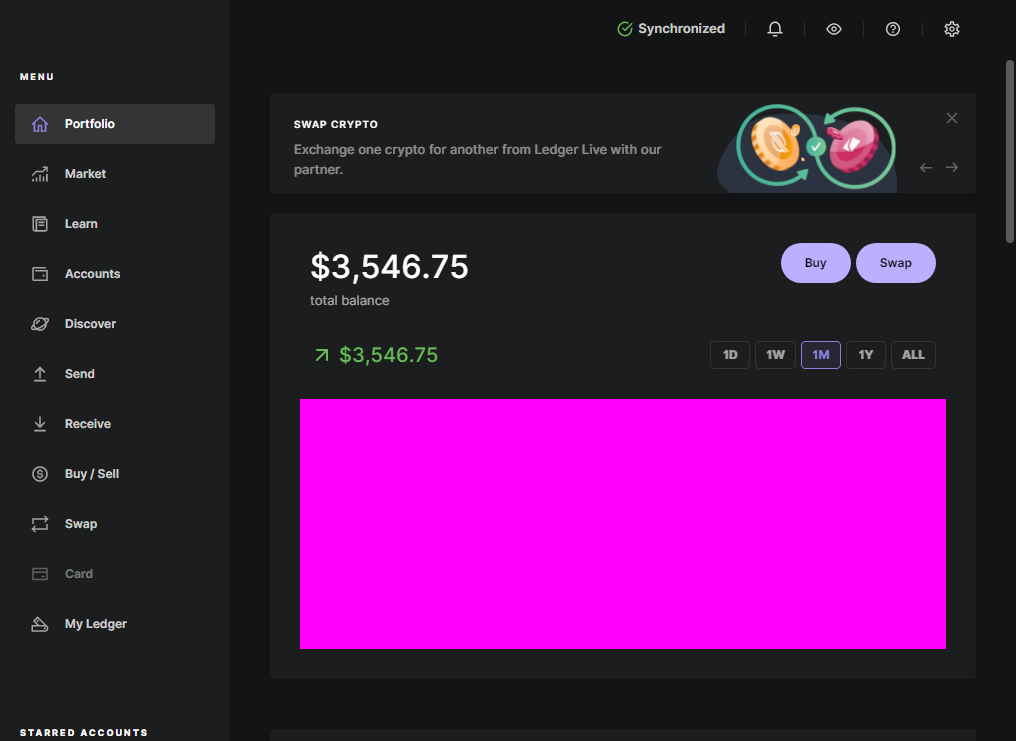 Synchronized
MENU
Portfolio
Market
Learn
Accounts
Discover
Send
Receive
Buy / Sell
Swap
Card
My Ledger
STARRED ACCOUNTS
SWAP CRYPTO
Exchange one crypto for another from Ledger Live with our
partner.
$3,546.75
total balance
Buy
Swap
$3,546.75
1D
1W
1M
1Y
ALL